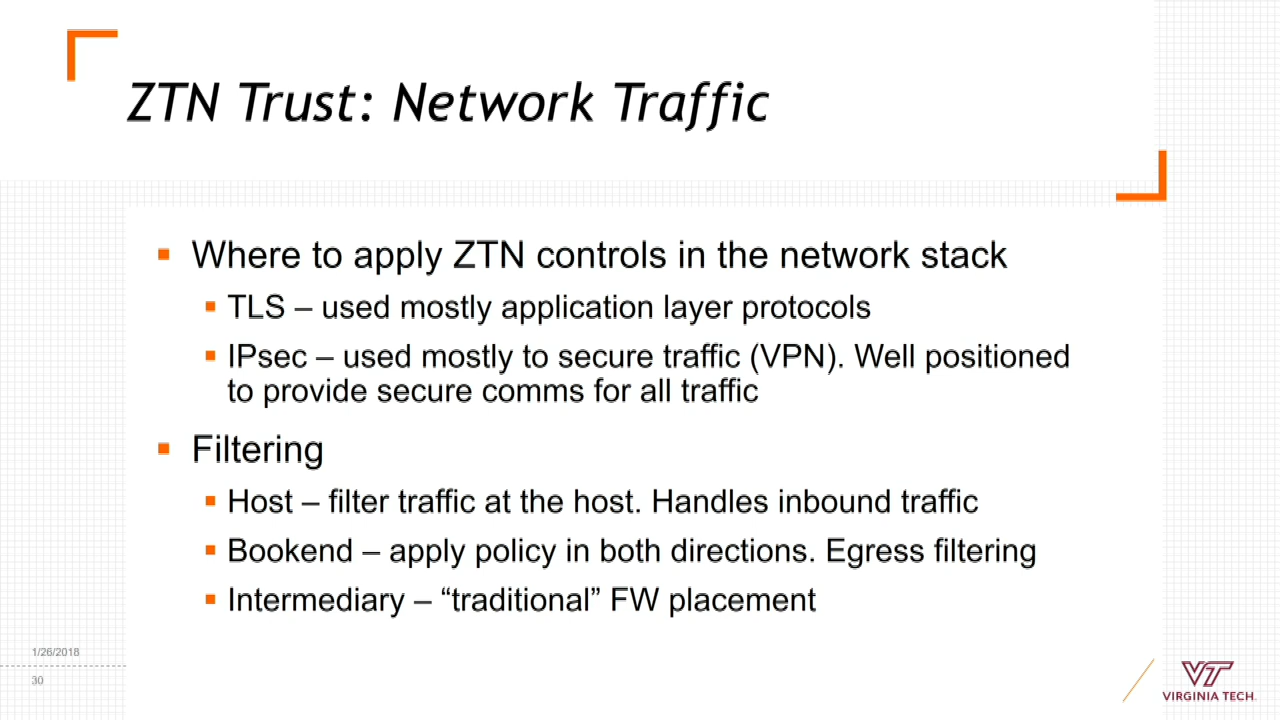 ZTN Trust: Network Traffic
Where to apply ZTN controls in the network stack
TLS – used mostly application layer protocols
IPsec – used mostly to secure traffic (VPN). Well positioned
to provide secure comms for all traffic
Filtering
Host – filter traffic at the host. Handles inbound traffic
Bookend – apply policy in both directions. Egress filtering
Intermediary – “traditional” FW placement
1/26/2018
30
VT
VIRGINIA TECH